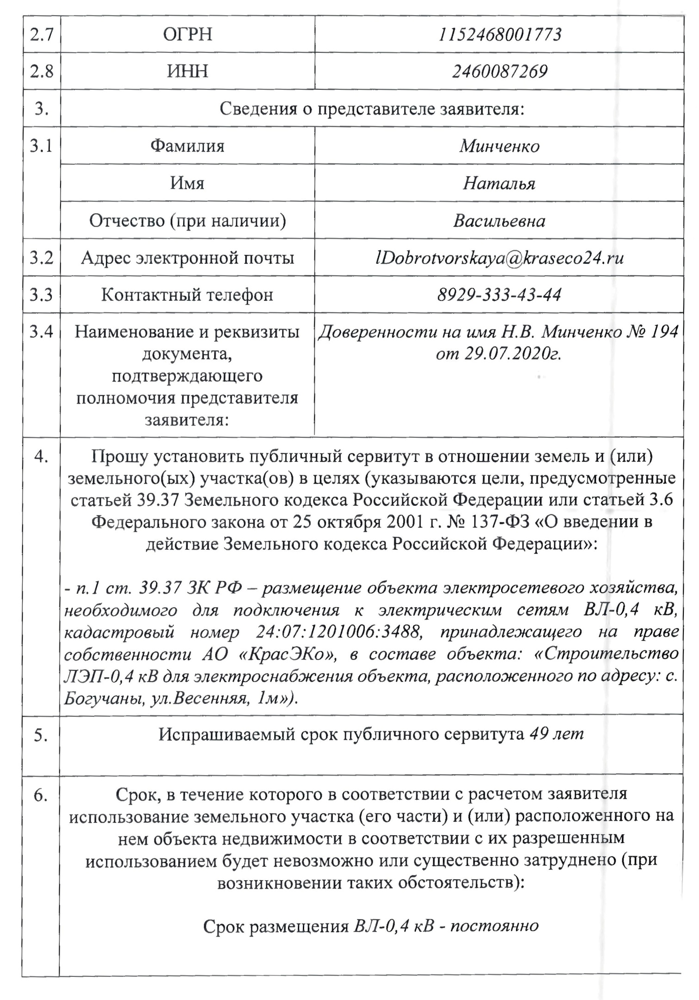 2.7 ОГРН 1152468001773
2.8 ИНН 2460087269
3. Сведения о представителе заявителя:
3.1 Фамилия Минченко
Имя Наталья
Отчество (при наличии) Васильевна
3.2 Адрес электронной почты lDobrotvorskaya@kraseco24.ru
3.3 Контактный телефон 8929-333-43-44
3.4 Наименование и реквизиты Доверенности на имя Н.В. Минченко № 194
документа, от 29.07.2020г.
подтверждающего
полномочия представителя
заявителя:
4. Прошу установить публичный сервитут в отношении земель и (или)
земельного(ых) участка(ов) в целях (указываются цели, предусмотренные
статьей 39.37 Земельного кодекса Российской Федерации или статьей 3.6
Федерального закона от 25 октября 2001 г. № 137-ФЗ «О введении в
действие Земельного кодекса Российской Федерации»:
- п.1 ст. 39.37 ЗК РФ – размещение объекта электросетевого хозяйства,
необходимого для подключения к электрическим сетям ВЛ-0,4 кВ,
кадастровый номер 24:07:1201006:3488, принадлежащего на праве
собственности АО «КрасЭКо», в составе объекта: «Строительство
ЛЭП-0,4 кВ для электроснабжения объекта, расположенного по адресу: с.
Богучаны, ул.Весенняя, 1м»).
5. Испрашиваемый срок публичного сервитута 49 лет
6. Срок, в течение которого в соответствии с расчетом заявителя
использование земельного участка (его части) и (или) расположенного на
нем объекта недвижимости в соответствии с их разрешенным
использованием будет невозможно или существенно затруднено (при
возникновении таких обстоятельств):
Срок размещения ВЛ-0,4 кВ - постоянно